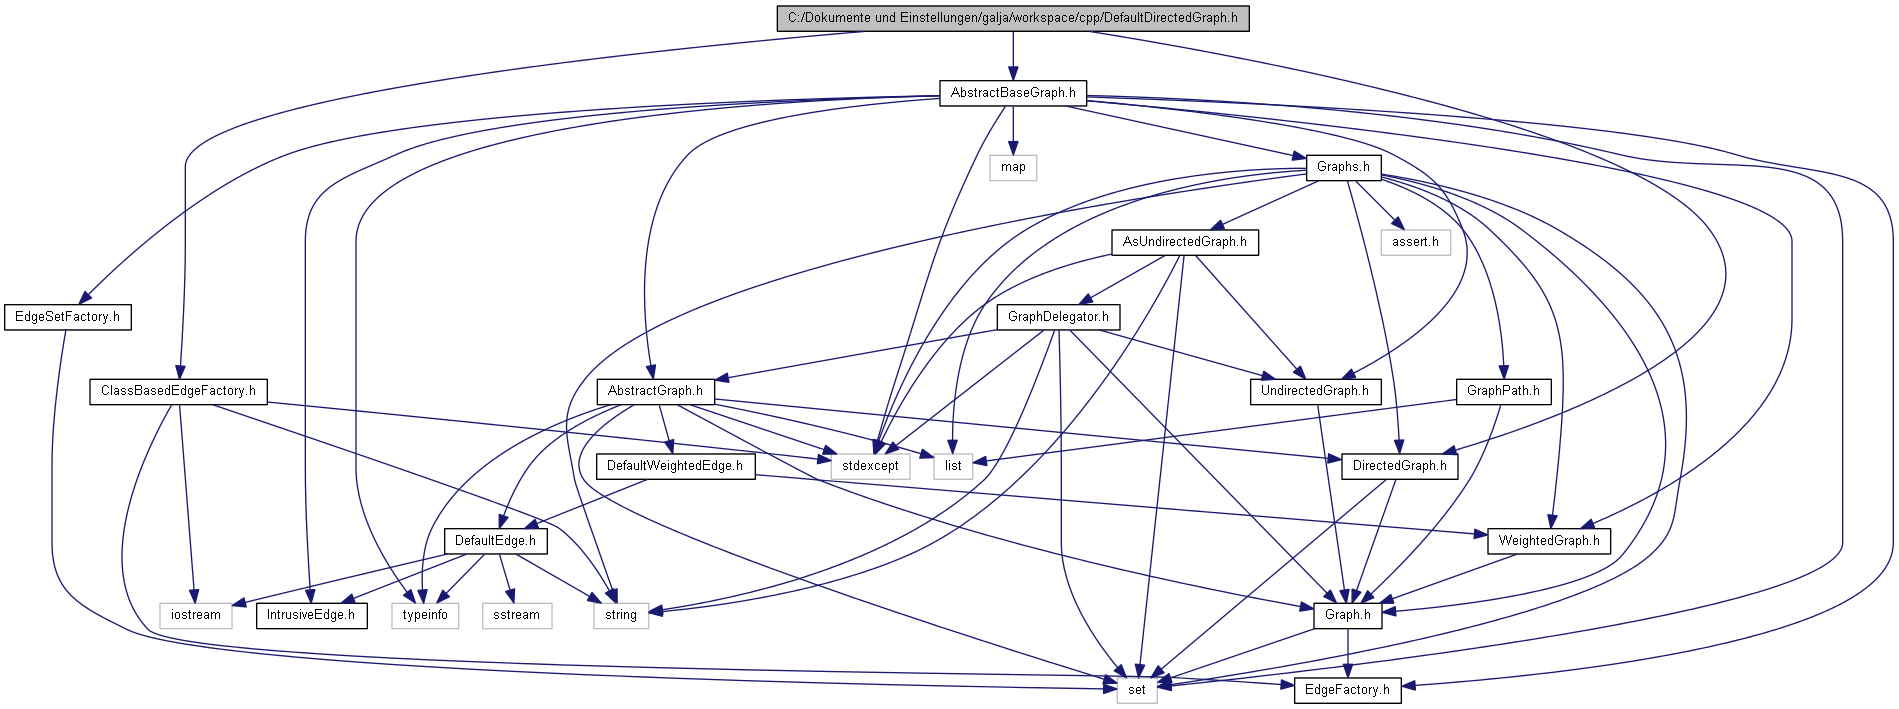 C:/Dokumente und Einstellungen/galja/workspace/cpp/DefaultDirectedGraph.h
AbstractBaseGraph.h
map
Graphs.h
AsUndirectedGraph.h
assert.h
EdgeSetFactory.h
GraphDelegator.h
ClassBasedEdgeFactory.h
AbstractGraph.h
UndirectedGraph.h
GraphPath.h
DefaultWeightedEdge.h
stdexcept
list
DirectedGraph.h
DefaultEdge.h
WeightedGraph.h
iostream
IntrusiveEdge.h
typeinfo
sstream
string
Graph.h
set
EdgeFactory.h